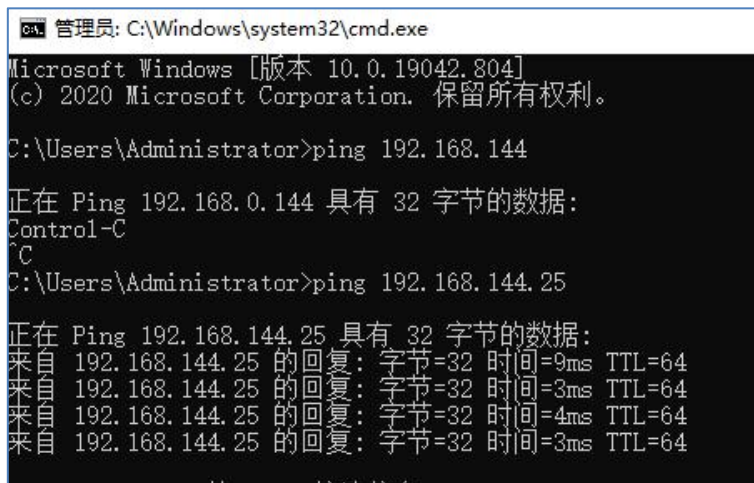 管理员: C:\Windows\system32\cmd.exe
Microsoft Windows [版本 10.0.19042.804]
(c) 2020 Microsoft Corporation. 保留所有权利。
C:\Users\Administrator>ping 192.168.144
正在 Ping 192.168.0.144 具有 32 字节的数据:
Control-C
^C
C:\Users\Administrator>ping 192.168.144.25
正在 Ping 192.168.144.25 具有 32 字节的数据:
来自 192.168.144.25 的回复: 字节=32 时间=9ms TTL=64
来自 192.168.144.25 的回复: 字节=32 时间=3ms TTL=64
来自 192.168.144.25 的回复: 字节=32 时间=4ms TTL=64
来自 192.168.144.25 的回复: 字节=32 时间=3ms TTL=64